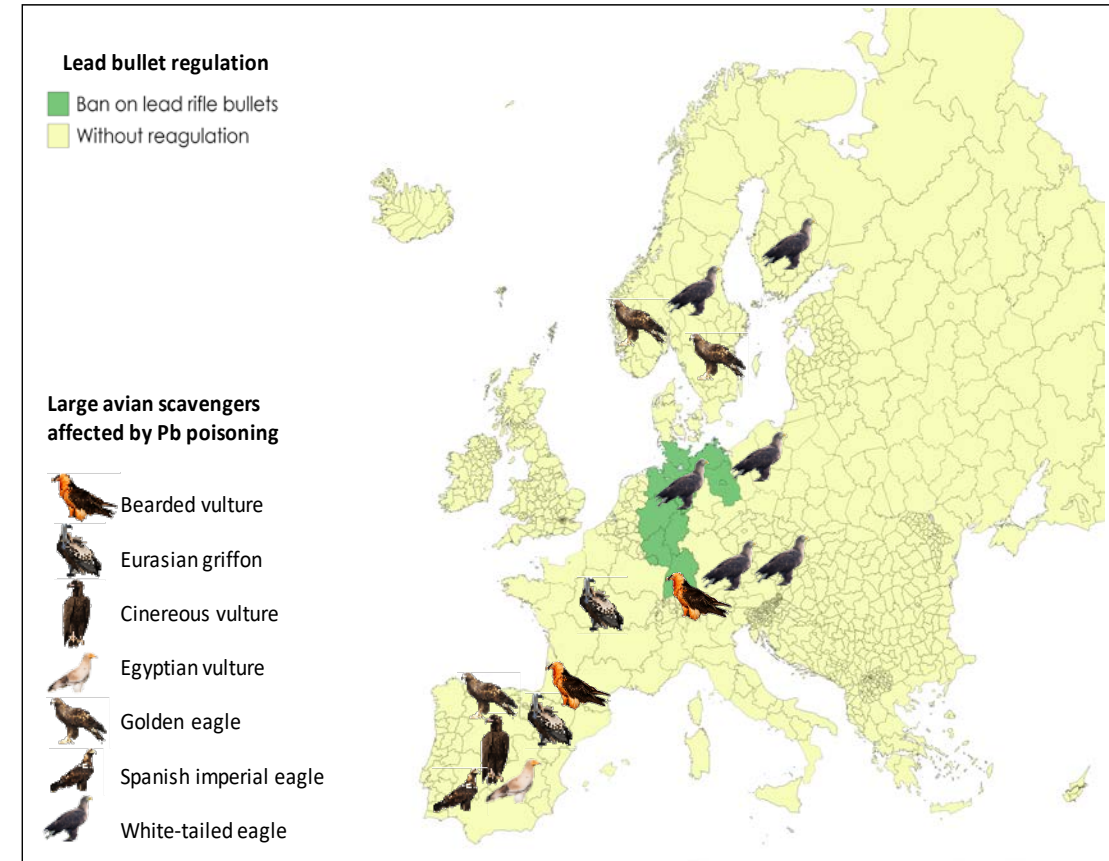 Lead bullet regulation
Ban on lead rifle bullets
Without reagulation
Large avian scavengers
affected by Pb poisoning
Bearded vulture
Eurasian griffon
Cinereous vulture
Egyptian vulture
Golden eagle
Spanish imperial eagle
White-tailed eagle